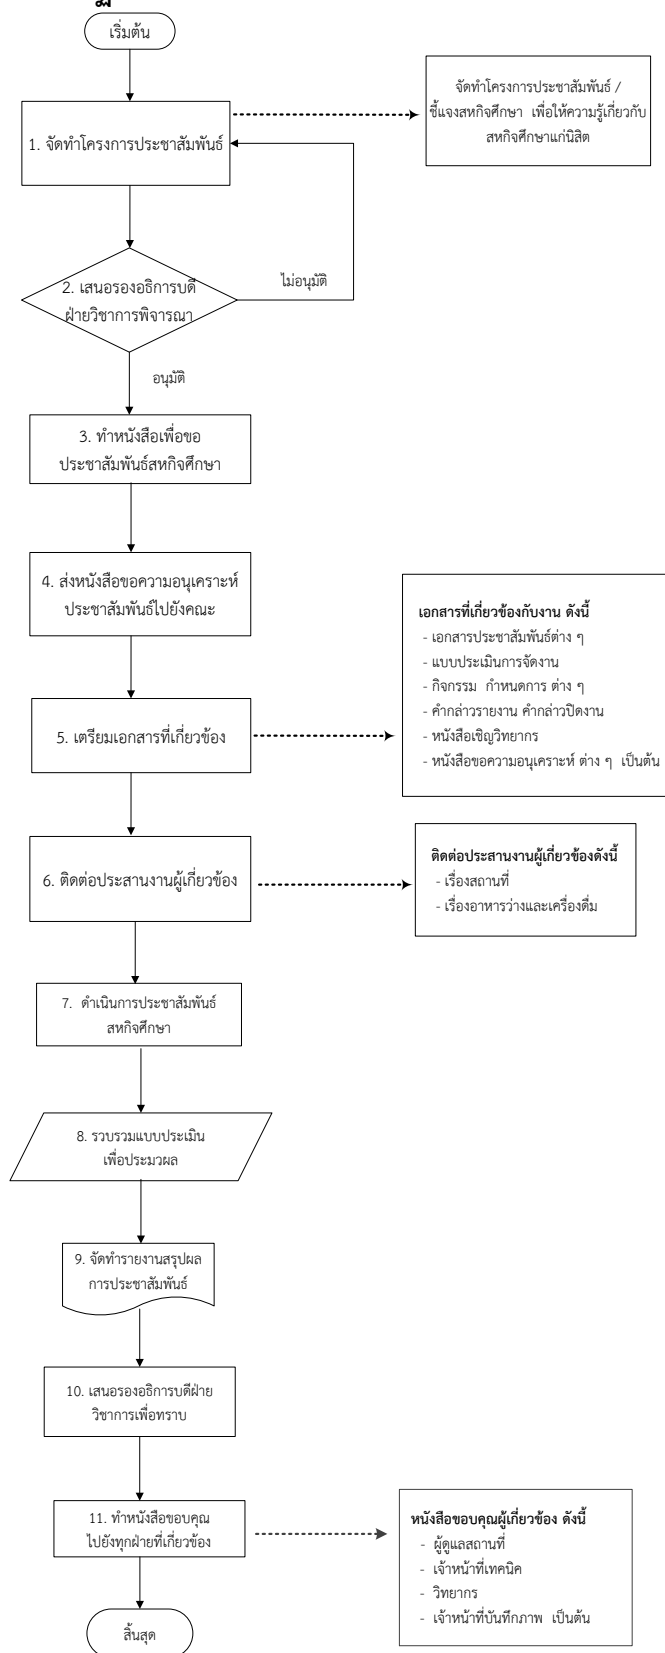 เริ่มต้น
1. จัดทำโครงการประชาสัมพันธ์
จัดทำโครงการประชาสัมพันธ์ /
ชี้แจงสหกิจศึกษา เพื่อให้ความรู้เกี่ยวกับ
สหกิจศึกษาแก่นิสิต
2. เสนอรองอธิการบดี
ฝ่ายวิชาการพิจารณา
ไม่อนุมัติ
อนุมัติ
3. ทำหนังสือเพื่อขอ
ประชาสัมพันธ์สหกิจศึกษา
4. ส่งหนังสือขอความอนุเคราะห์
ประชาสัมพันธ์ไปยังคณะ
5. เตรียมเอกสารที่เกี่ยวข้อง
เอกสารที่เกี่ยวข้องกับงาน ดังนี้
- เอกสารประชาสัมพันธ์ต่าง ๆ
- แบบประเมินการจัดงาน
- กิจกรรม กำหนดการ ต่าง ๆ
- คำกล่าวรายงาน คำกล่าวปิดงาน
- หนังสือเชิญวิทยากร
- หนังสือขอความอนุเคราะห์ ต่าง ๆ เป็นต้น
6. ติดต่อประสานงานผู้เกี่ยวข้อง
ติดต่อประสานงานผู้เกี่ยวข้องดังนี้
- เรื่องสถานที่
- เรื่องอาหารว่างและเครื่องดื่ม
7. ดำเนินการประชาสัมพันธ์
สหกิจศึกษา
8. รวบรวมแบบประเมิน
เพื่อประมวผล
9. จัดทำรายงานสรุปผล
การประชาสัมพันธ์
10. เสนอรองอธิการบดีฝ่าย
วิชาการเพื่อทราบ
11. ทำหนังสือขอบคุณ
ไปยังทุกฝ่ายที่เกี่ยวข้อง
หนังสือขอบคุณผู้เกี่ยวข้อง ดังนี้
- ผู้ดูแลสถานที่
- เจ้าหน้าที่เทคนิค
- วิทยากร
- เจ้าหน้าที่บันทึกภาพ เป็นต้น
สิ้นสุด